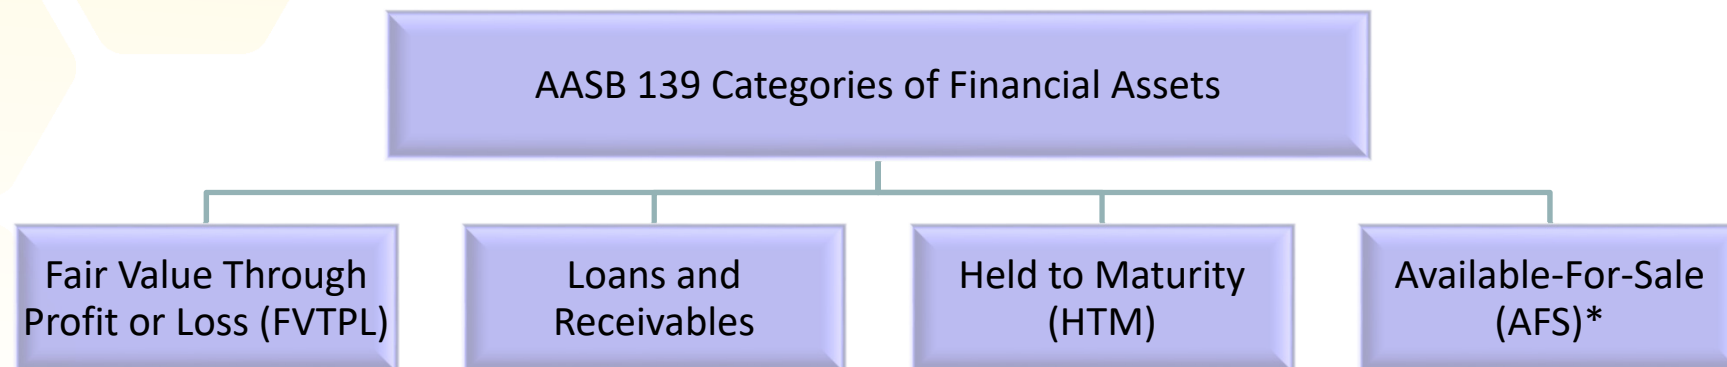 AASB 139 Categories of Financial Assets
Fair Value Through
Profit or Loss (FVTPL)
Loans and
Receivables
Held to Maturity
(HTM)
Available-For-Sale
(AFS)*